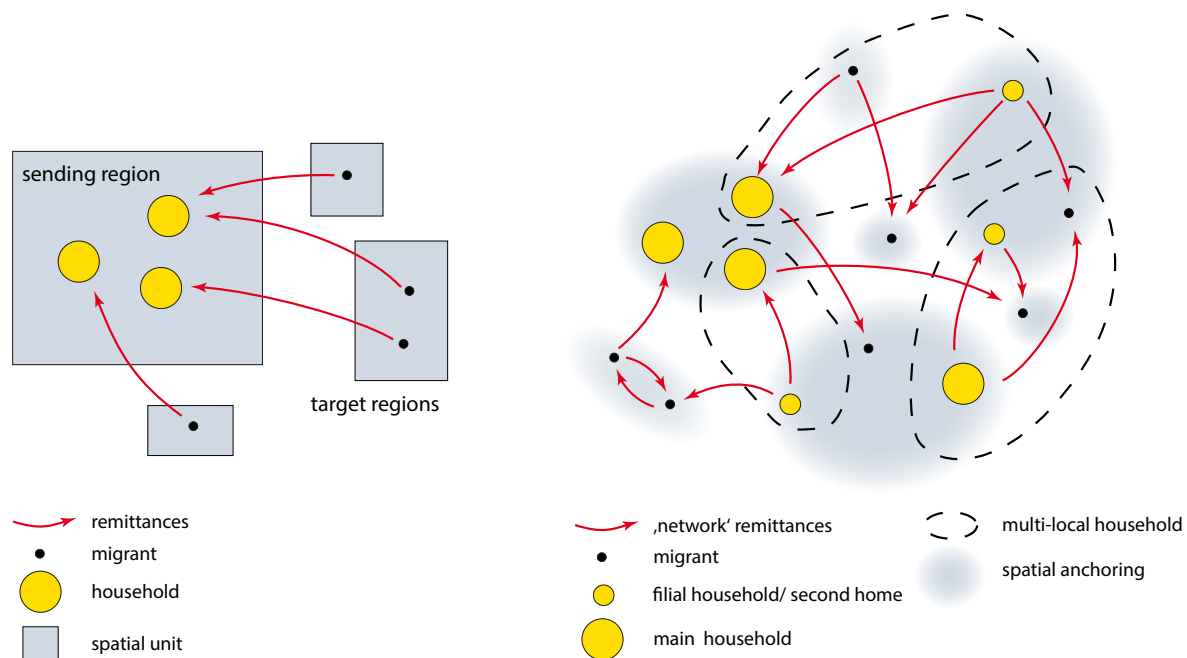 sending region
target regions
remittances
migrant
household
spatial unit
‚network‘ remittances
migrant
filial household/ second home
main household
multi-local household
spatial anchoring